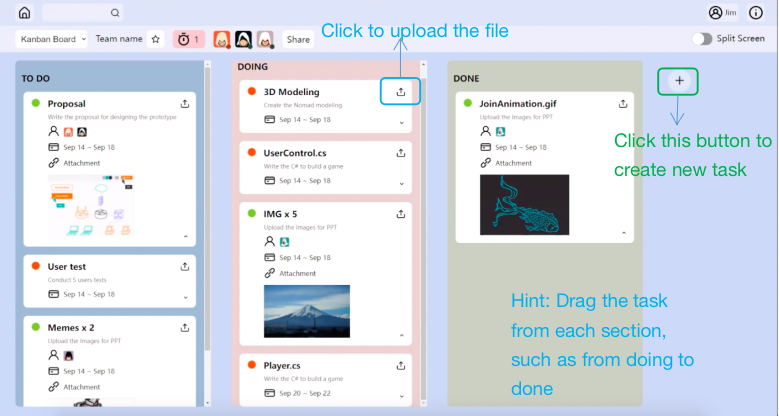 Jim
Click to upload the file
Kanban Board
Team name
1
Share
Split Screen
TO DO
Proposal
Write the proposal for designing the prototype
Sep 14 – Sep 18
Attachment
User test
Conduct 5 users tests
Sep 14 – Sep 18
Memes x 2
Upload the Images for PPT
Sep 14 – Sep 18
Attachment
DOING
3D Modeling
Create the Nomad modeling
Sep 14 – Sep 18
UserControl.cs
Write the C# to build a game
Sep 14 – Sep 18
IMG x 5
Upload the Images for PPT
Sep 14 – Sep 18
Attachment
Player.cs
Write the C# to build a game
Sep 20 – Sep 22
DONE
JoinAnimation.gif
Upload the Images for PPT
Sep 14 – Sep 18
Attachment
Click this button to
create new task
Hint: Drag the task
from each section,
such as from doing to
done